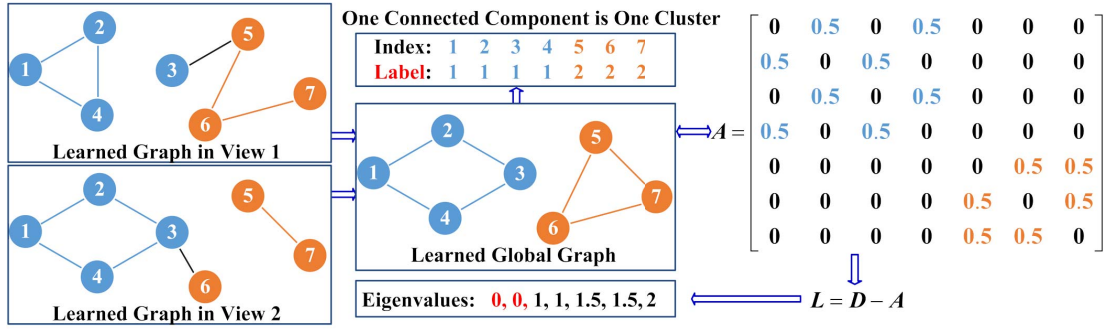 2
1
4
3
5
6
7
Learned Graph in View 1
2
1
3
4
5
6
7
Learned Graph in View 2
One Connected Component is One Cluster
Index: 1 2 3 4 5 6 7
Label: 1 1 1 1 2 2 2
2
1
3
4
5
6
7
Learned Global Graph
Eigenvalues: 0, 0, 1, 1, 1.5, 1.5, 2
A =
0 0.5 0 0.5 0 0 0
0.5 0 0.5 0 0 0 0
0 0.5 0 0.5 0 0 0
0.5 0 0.5 0 0 0 0
0 0 0 0 0 0.5 0.5
0 0 0 0 0.5 0 0.5
0 0 0 0 0.5 0.5 0
L = D − A